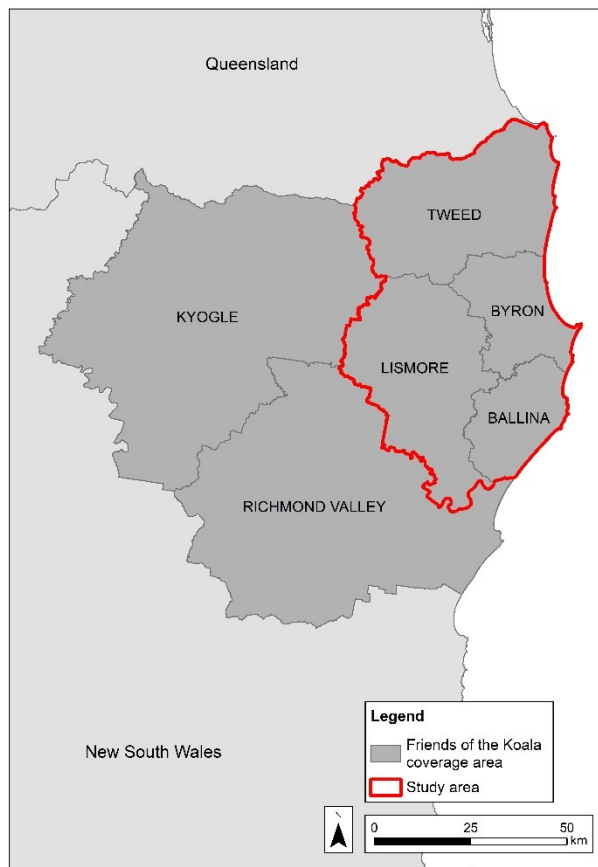 Queensland
TWEED
KYOGLE
BYRON
LISMORE
BALLINA
RICHMOND VALLEY
New South Wales
Legend
Friends of the Koala
coverage area
Study area
0 25 50
km